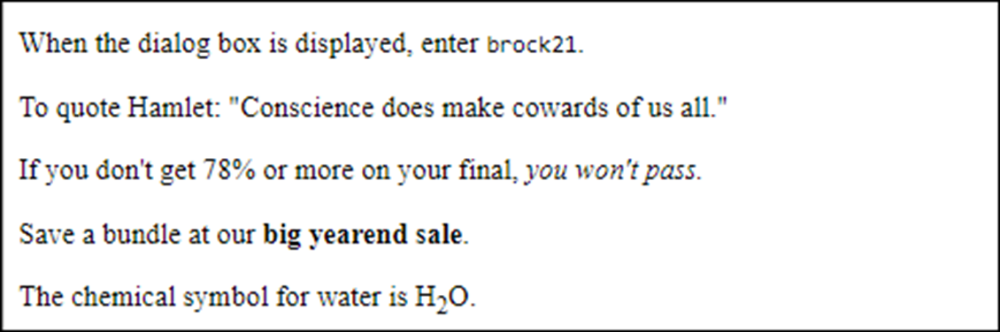 When the dialog box is displayed, enter brock21.
To quote Hamlet: "Conscience does make cowards of us all."
If you don't get 78% or more on your final, you won't pass.
Save a bundle at our big yearend sale.
The chemical symbol for water is H₂O.